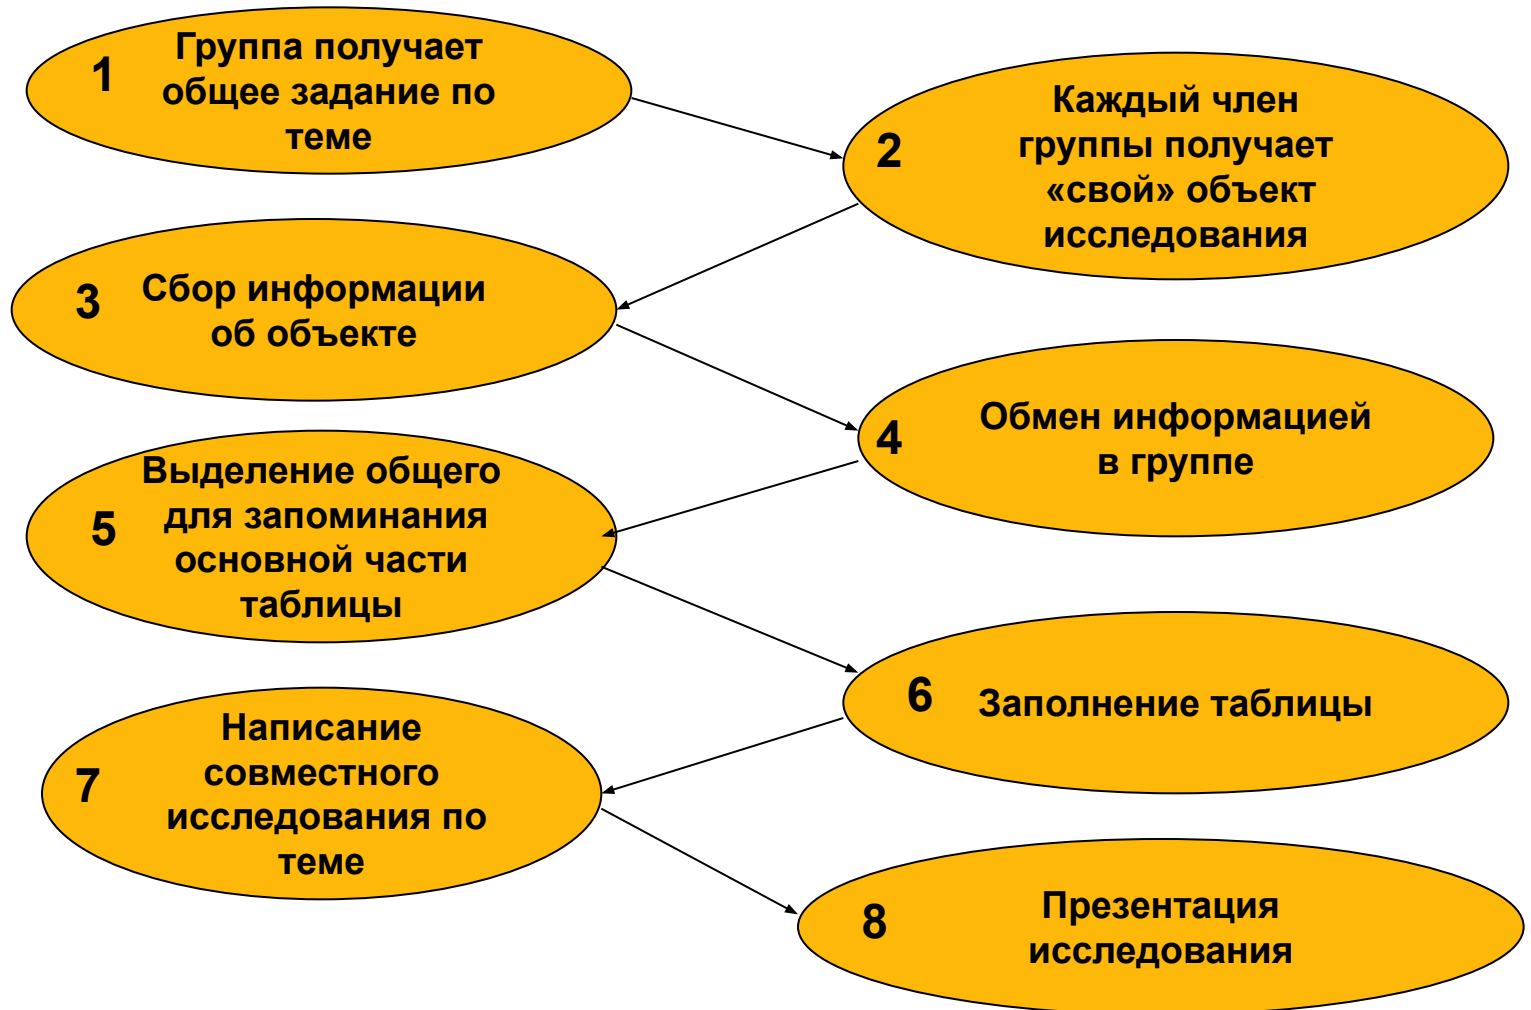 1
Группа получает
общее задание по
теме
2
Каждый член
группы получает
«свой» объект
исследования
3
Сбор информации
об объекте
4
Обмен информацией
в группе
5
Выделение общего
для запоминания
основной части
таблицы
6
Заполнение таблицы
7
Написание
совместного
исследования по
теме
8
Презентация
исследования